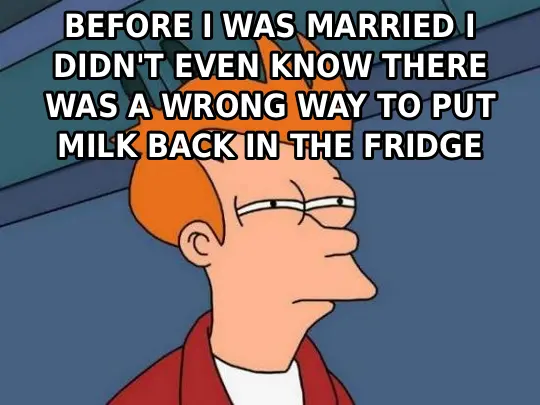 BEFORE I WAS MARRIED I
DIDN'T EVEN KNOW THERE
WAS A WRONG WAY TO PUT
MILK BACK IN THE FRIDGE